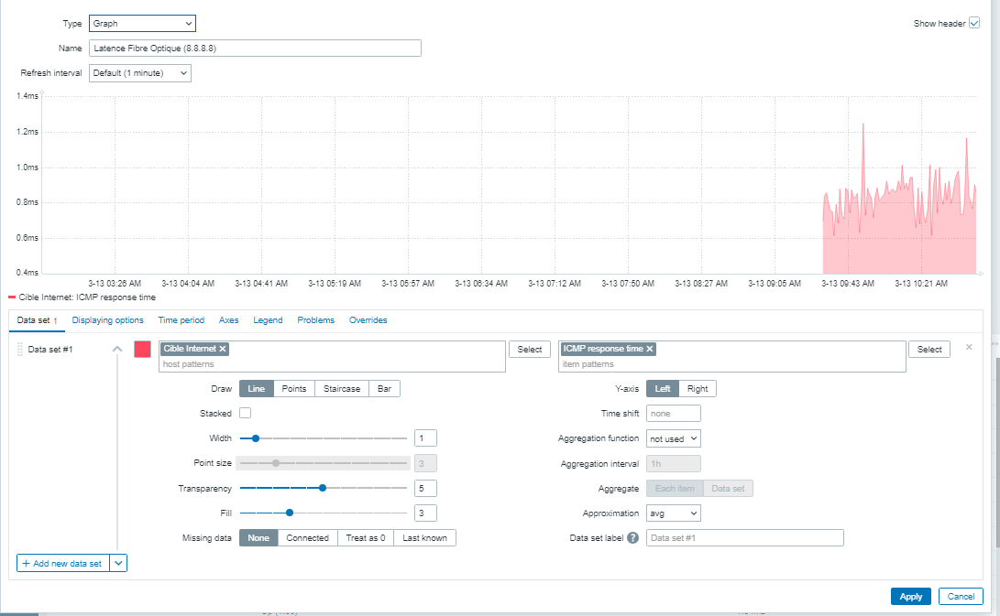 Type Graph Show header
Name Latence Fibre Optique (8.8.8.8)
Refresh interval Default (1 minute)
1.4ms
1.2ms
1.0ms
0.8ms
0.6ms
0.4ms
3-13 03:26 AM 3-13 04:04 AM 3-13 04:41 AM 3-13 05:19 AM 3-13 05:57 AM 3-13 06:34 AM 3-13 07:12 AM 3-13 07:50 AM 3-13 08:27 AM 3-13 09:05 AM 3-13 09:43 AM 3-13 10:21 AM
Cible Internet: ICMP response time
Data set 1 Displaying options Time period Axes Legend Problems Overrides
Data set #1 Cible Internet Select ICMP response time Select
host patterns item patterns
Draw Line Points Staircase Bar Y-axis Left Right
Stacked Time shift none
Width 1 Aggregation function not used
Point size 3 Aggregation interval 1h
Transparency 5 Aggregate Each item Data set
Fill 3 Approximation avg
Missing data None Connected Treat as 0 Last known Data set label ? Data set #1
+ Add new data set
Apply Cancel